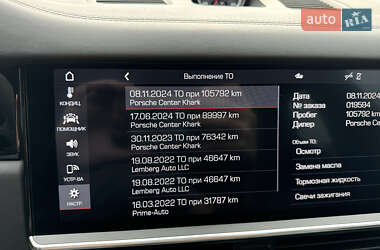 auto RIA
Выполнение ТО
КОНДИЦ.
ПОМОЩНИК
ЗВУК
УСТР-ВА
НАСТР.
08.11.2024 ТО при 105792 km
Porsche Center Khark
17.06.2024 ТО при 89997 km
Porsche Center Khark
30.11.2023 ТО при 76342 km
Porsche Center Khark
19.08.2022 ТО при 46647 km
Lemberg Auto LLC
19.08.2022 ТО при 46647 km
Lemberg Auto LLC
18.03.2022 ТО при 31787 km
Prime-Auto
Дата 08.11.2024
№ заказа 019594
Пробег 105792 km
Дилер Porsche
Объем ТО:
Осмотр
Замена масла
Тормозная жидкость
Свечи зажигания